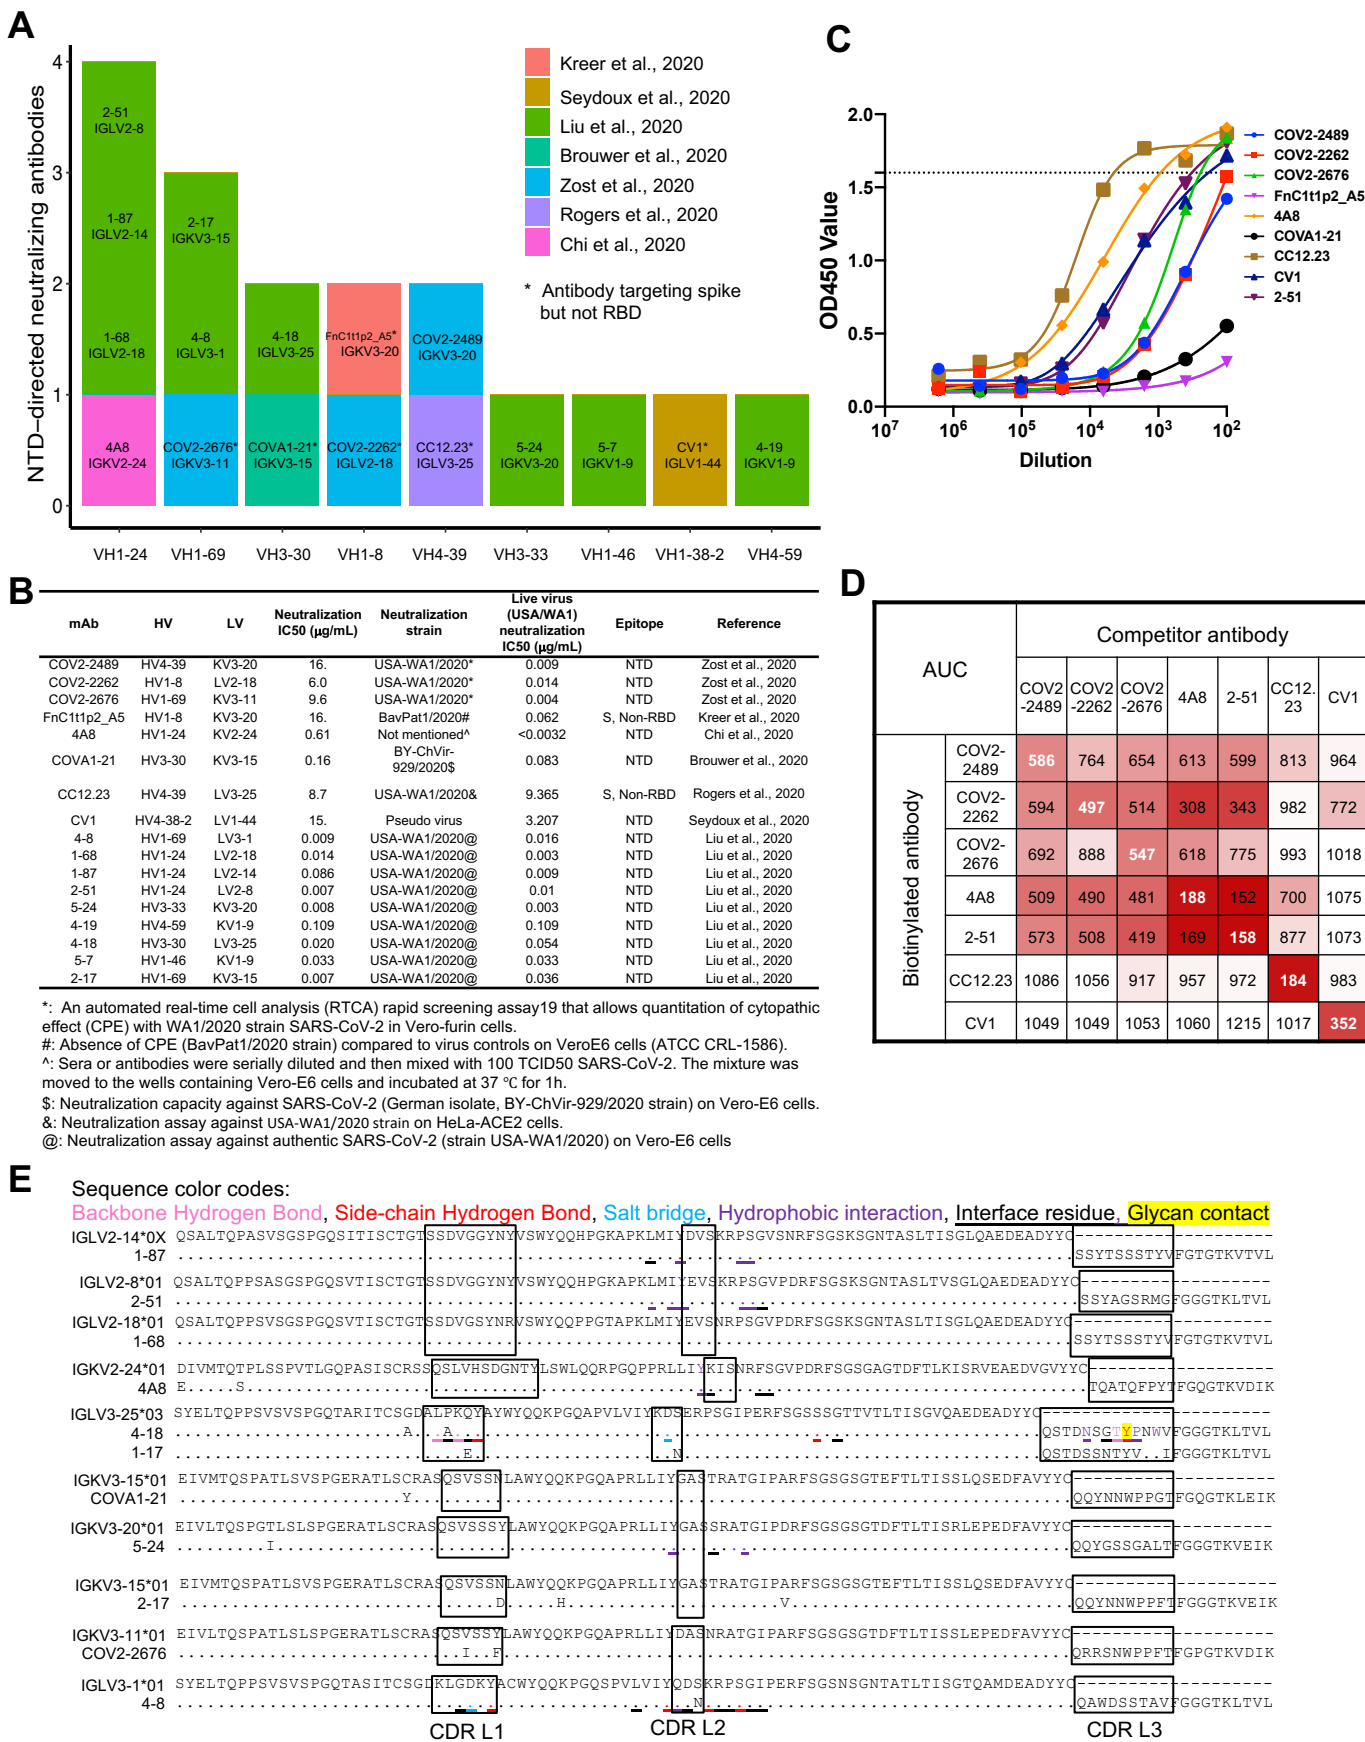 A
NTD–directed neutralizing antibodies
4
3
2
1
0
2-51
IGLV2-8
1-87
IGLV2-14
1-68
IGLV2-18
4A8
IGKV2-24
2-17
IGKV3-15
4-8
IGLV3-1
COV2-2676*
IGKV3-11
4-18
IGLV3-25
COVA1-21*
IGKV3-15
FnC1t1p2_A5*
IGKV3-20
COV2-2262*
IGLV2-18
COV2-2489
IGKV3-20
CC12.23*
IGLV3-25
5-24
IGKV3-20
5-7
IGKV1-9
CV1*
IGLV1-44
4-19
IGKV1-9
VH1-24 VH1-69 VH3-30 VH1-8 VH4-39 VH3-33 VH1-46 VH1-38-2 VH4-59
Kreer et al., 2020
Seydoux et al., 2020
Liu et al., 2020
Brouwer et al., 2020
Zost et al., 2020
Rogers et al., 2020
Chi et al., 2020
* Antibody targeting spike
but not RBD
C
OD450 Value
2.0
1.5
1.0
0.5
0.0
10⁷ 10⁶ 10⁵ 10⁴ 10³ 10²
Dilution
COV2-2489
COV2-2262
COV2-2676
FnC1t1p2_A5
4A8
COVA1-21
CC12.23
CV1
2-51
B
mAb HV LV Neutralization IC50 (μg/mL) Neutralization strain Live virus (USA/WA1) neutralization IC50 (μg/mL) Epitope Reference
COV2-2489 HV4-39 KV3-20 16. USA-WA1/2020* 0.009 NTD Zost et al., 2020
COV2-2262 HV1-8 LV2-18 6.0 USA-WA1/2020* 0.014 NTD Zost et al., 2020
COV2-2676 HV1-69 KV3-11 9.6 USA-WA1/2020* 0.004 NTD Zost et al., 2020
FnC1t1p2_A5 HV1-8 KV3-20 16. BavPat1/2020# 0.062 S, Non-RBD Kreer et al., 2020
4A8 HV1-24 KV2-24 0.61 Not mentioned^ <0.0032 NTD Chi et al., 2020
COVA1-21 HV3-30 KV3-15 0.16 BY-ChVir-929/2020$ 0.083 NTD Brouwer et al., 2020
CC12.23 HV4-39 LV3-25 8.7 USA-WA1/2020& 9.365 S, Non-RBD Rogers et al., 2020
CV1 HV4-38-2 LV1-44 15. Pseudo virus 3.207 NTD Seydoux et al., 2020
4-8 HV1-69 LV3-1 0.009 USA-WA1/2020@ 0.016 NTD Liu et al., 2020
1-68 HV1-24 LV2-18 0.014 USA-WA1/2020@ 0.003 NTD Liu et al., 2020
1-87 HV1-24 LV2-14 0.086 USA-WA1/2020@ 0.009 NTD Liu et al., 2020
2-51 HV1-24 LV2-8 0.007 USA-WA1/2020@ 0.01 NTD Liu et al., 2020
5-24 HV3-33 KV3-20 0.008 USA-WA1/2020@ 0.003 NTD Liu et al., 2020
4-19 HV4-59 KV1-9 0.109 USA-WA1/2020@ 0.109 NTD Liu et al., 2020
4-18 HV3-30 LV3-25 0.020 USA-WA1/2020@ 0.054 NTD Liu et al., 2020
5-7 HV1-46 KV1-9 0.033 USA-WA1/2020@ 0.033 NTD Liu et al., 2020
2-17 HV1-69 KV3-15 0.007 USA-WA1/2020@ 0.036 NTD Liu et al., 2020
*: An automated real-time cell analysis (RTCA) rapid screening assay19 that allows quantitation of cytopathic
effect (CPE) with WA1/2020 strain SARS-CoV-2 in Vero-furin cells.
#: Absence of CPE (BavPat1/2020 strain) compared to virus controls on VeroE6 cells (ATCC CRL-1586).
^: Sera or antibodies were serially diluted and then mixed with 100 TCID50 SARS-CoV-2. The mixture was
moved to the wells containing Vero-E6 cells and incubated at 37 °C for 1h.
$: Neutralization capacity against SARS-CoV-2 (German isolate, BY-ChVir-929/2020 strain) on Vero-E6 cells.
&: Neutralization assay against USA-WA1/2020 strain on HeLa-ACE2 cells.
@: Neutralization assay against authentic SARS-CoV-2 (strain USA-WA1/2020) on Vero-E6 cells
D
AUC
Competitor antibody
COV2-2489 COV2-2262 COV2-2676 4A8 2-51 CC12.23 CV1
Biotinylated antibody
COV2-2489 586 764 654 613 599 813 964
COV2-2262 594 497 514 308 343 982 772
COV2-2676 692 888 547 618 775 993 1018
4A8 509 490 481 188 152 700 1075
2-51 573 508 419 169 158 877 1073
CC12.23 1086 1056 917 957 972 184 983
CV1 1049 1049 1053 1060 1215 1017 352
E
Sequence color codes:
Backbone Hydrogen Bond, Side-chain Hydrogen Bond, Salt bridge, Hydrophobic interaction, Interface residue, Glycan contact
IGLV2-14*0X QSALTQPASVSGSPGQSITISCTGTSSDVGGYNYVSWYQQHPGKAPKLMIYDVSKRPSGVSNRFSGSKSGNTASLTISGLQAEDEADYYC
1-87 SSYTSSSTYVFGTGTKVTVL
IGLV2-8*01 QSALTQPPSASGSPGQSVTISCTGTSSDVGGYNYVSWYQQHPGKAPKLMIYEVSKRPSGVPDRFSGSKSGNTASLTVSGLQAEDEADYYC
2-51 SSYAGSRMGFGGGTKLTVL
IGLV2-18*01 QSALTQPPSVSGSPGQSVTISCTGTSSDVGSYNRVSWYQQPPGTAPKLMIYEVSNRPSGVPDRFSGSKSGNTASLTISGLQAEDEADYYC
1-68 SSYTSSSTYVFGTGTKVTVL
IGKV2-24*01 DIVMTQTPLSSPVTLGQPASISCRSSQSLVHSDGNTYLSWLQQRPGQPPRLLIYKISNRFSGVPDRFSGSGAGTDFTLKISRVEAEDVGVYYC
4A8 E.....T TQATQFPYTFGQGTKVDIK
IGLV3-25*03 SYELTQPPSVSVSPGQTARITCSGDALPKQYAYWYQQKPGQAPVLVIYKDSERPSGIPERFSGSSSGTTVTLTISGVQAEDEADYYC
4-18 A QSTDNSGTYPNWVFGGGTKLTVL
1-17 E N QSTDSSNTYV..IFGGGTKLTVL
IGKV3-15*01 EIVMTQSPATLSVSPGERATLSCRASQSVSSNLAWYQQKPGQAPRLLIYGASTRATGIPARFSGSGSGTEFTLTISSLQSEDFAVYYC
COVA1-21 Y QQYNNWPPGTFGQGTKLEIK
IGKV3-20*01 EIVLTQSPGTLSLSPGERATLSCRASQSVSSSYLAWYQQKPGQAPRLLIYGASSRATGIPDRFSGSGSGTDFTLTISRLEPEDFAVYYC
5-24 I QQYGSSGALTFGGGTKVEIK
IGKV3-15*01 EIVMTQSPATLSVSPGERATLSCRASQSVSSNLAWYQQKPGQAPRLLIYGASTRATGIPARFSGSGSGTEFTLTISSLQSEDFAVYYC
2-17 D H V QQYNNWPPFTFGGGTKVEIK
IGKV3-11*01 EIVLTQSPATLSLSPGERATLSCRASQSVSSYLAWYQQKPGQAPRLLIYDASNRATGIPARFSGSGSGTDFTLTISSLEPEDFAVYYC
COV2-2676 I F QRRSNWPPFTFGPGTKVDIK
IGLV3-1*01 SYELTQPPSVSVSPGQTASITCSGDKLGDKYACWYQQKPGQSPVLVIYQDSKRPSGIPERFSGSNSGNTATLTISGTQAMDEADYYC
4-8 N QAWDSSTAVFGGGTKLTVL
CDR L1 CDR L2 CDR L3